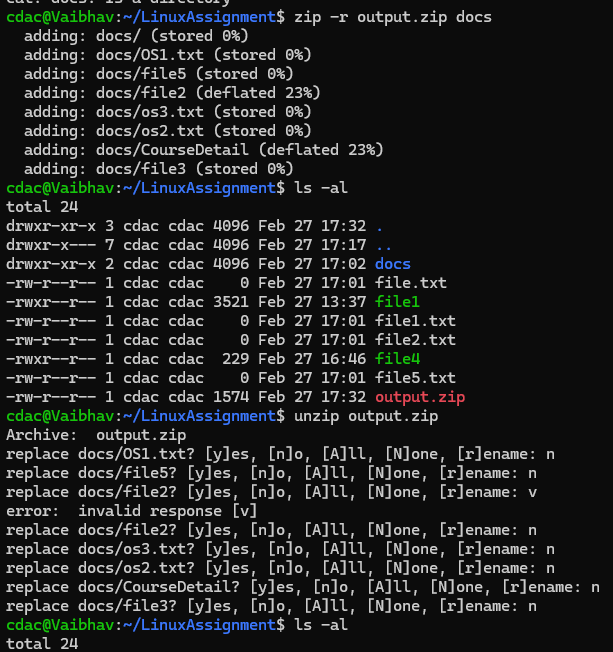 cat: docs: is a directory
cdac@Vaibhav:~/LinuxAssignment$ zip -r output.zip docs
  adding: docs/ (stored 0%)
  adding: docs/OS1.txt (stored 0%)
  adding: docs/file5 (stored 0%)
  adding: docs/file2 (deflated 23%)
  adding: docs/os3.txt (stored 0%)
  adding: docs/os2.txt (stored 0%)
  adding: docs/CourseDetail (deflated 23%)
  adding: docs/file3 (stored 0%)
cdac@Vaibhav:~/LinuxAssignment$ ls -al
total 24
drwxr-xr-x 3 cdac cdac 4096 Feb 27 17:32 .
drwxr-x--- 7 cdac cdac 4096 Feb 27 17:17 ..
drwxr-xr-x 2 cdac cdac 4096 Feb 27 17:02 docs
-rw-r--r-- 1 cdac cdac    0 Feb 27 17:01 file.txt
-rwxr--r-- 1 cdac cdac 3521 Feb 27 13:37 file1
-rw-r--r-- 1 cdac cdac    0 Feb 27 17:01 file1.txt
-rw-r--r-- 1 cdac cdac    0 Feb 27 17:01 file2.txt
-rwxr--r-- 1 cdac cdac  229 Feb 27 16:46 file4
-rw-r--r-- 1 cdac cdac    0 Feb 27 17:01 file5.txt
-rw-r--r-- 1 cdac cdac 1574 Feb 27 17:32 output.zip
cdac@Vaibhav:~/LinuxAssignment$ unzip output.zip
Archive:  output.zip
replace docs/OS1.txt? [y]es, [n]o, [A]ll, [N]one, [r]ename: n
replace docs/file5? [y]es, [n]o, [A]ll, [N]one, [r]ename: n
replace docs/file2? [y]es, [n]o, [A]ll, [N]one, [r]ename: v
error:  invalid response [v]
replace docs/file2? [y]es, [n]o, [A]ll, [N]one, [r]ename: n
replace docs/os3.txt? [y]es, [n]o, [A]ll, [N]one, [r]ename: n
replace docs/os2.txt? [y]es, [n]o, [A]ll, [N]one, [r]ename: n
replace docs/CourseDetail? [y]es, [n]o, [A]ll, [N]one, [r]ename: n
replace docs/file3? [y]es, [n]o, [A]ll, [N]one, [r]ename: n
cdac@Vaibhav:~/LinuxAssignment$ ls -al
total 24